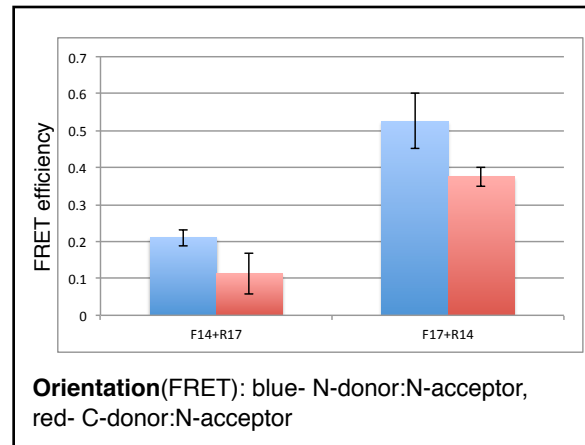 0.7
0.6
0.5
0.4
0.3
0.2
0.1
0
FRET efficiency
F14+R17 F17+R14
Orientation(FRET): blue- N-donor:N-acceptor,
red- C-donor:N-acceptor